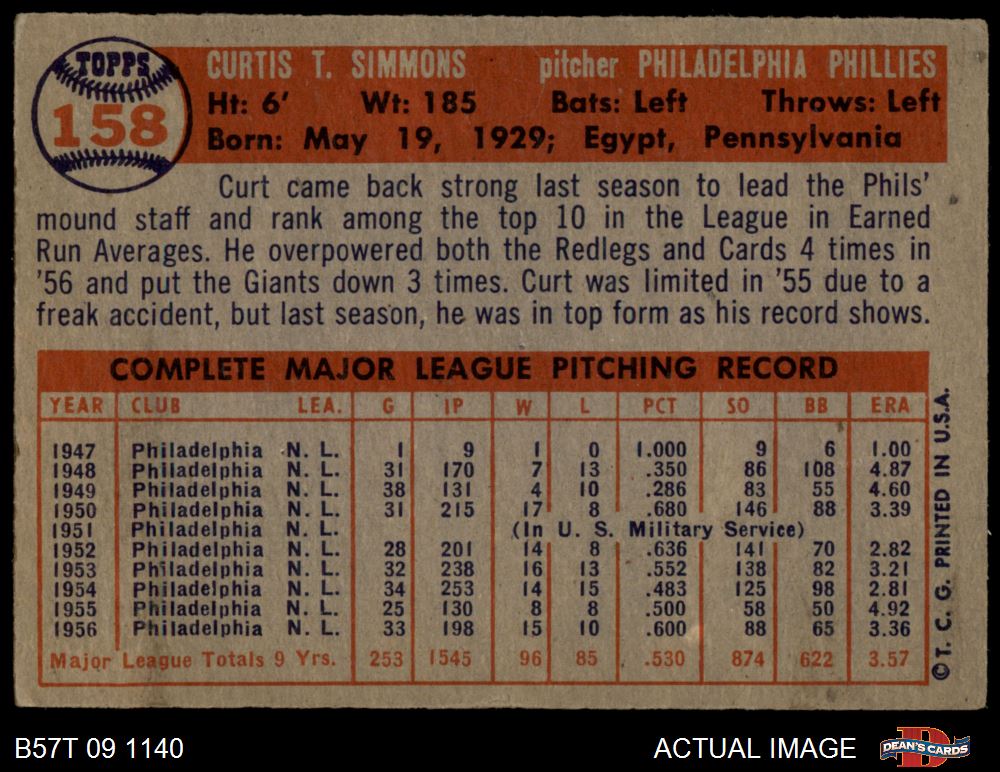 TOPPS
158
CURTIS T. SIMMONS pitcher PHILADELPHIA PHILLIES
Ht: 6' Wt: 185 Bats: Left Throws: Left
Born: May 19, 1929; Egypt, Pennsylvania
Curt came back strong last season to lead the Phils'
mound staff and rank among the top 10 in the League in Earned
Run Averages. He overpowered both the Redlegs and Cards 4 times in
'56 and put the Giants down 3 times. Curt was limited in '55 due to a
freak accident, but last season, he was in top form as his record shows.
COMPLETE MAJOR LEAGUE PITCHING RECORD
YEAR CLUB LEA. G IP W L PCT SO BB ERA
1947 Philadelphia N. L. 1 9 1 0 1.000 9 6 1.00
1948 Philadelphia N. L. 31 170 7 13 .350 86 108 4.87
1949 Philadelphia N. L. 38 131 4 10 .286 83 55 4.60
1950 Philadelphia N. L. 31 215 17 8 .680 146 88 3.39
1951 Philadelphia N. L. (In U. S. Military Service)
1952 Philadelphia N. L. 28 201 14 8 .636 141 70 2.82
1953 Philadelphia N. L. 32 238 16 13 .552 138 82 3.21
1954 Philadelphia N. L. 34 253 14 15 .483 125 98 2.81
1955 Philadelphia N. L. 25 130 8 8 .500 58 50 4.92
1956 Philadelphia N. L. 33 198 15 10 .600 88 65 3.36
Major League Totals 9 Yrs. 253 1545 96 85 .530 874 622 3.57
©T. C. G. PRINTED IN U.S.A.
B57T 09 1140 ACTUAL IMAGE DEAN'S CARDS